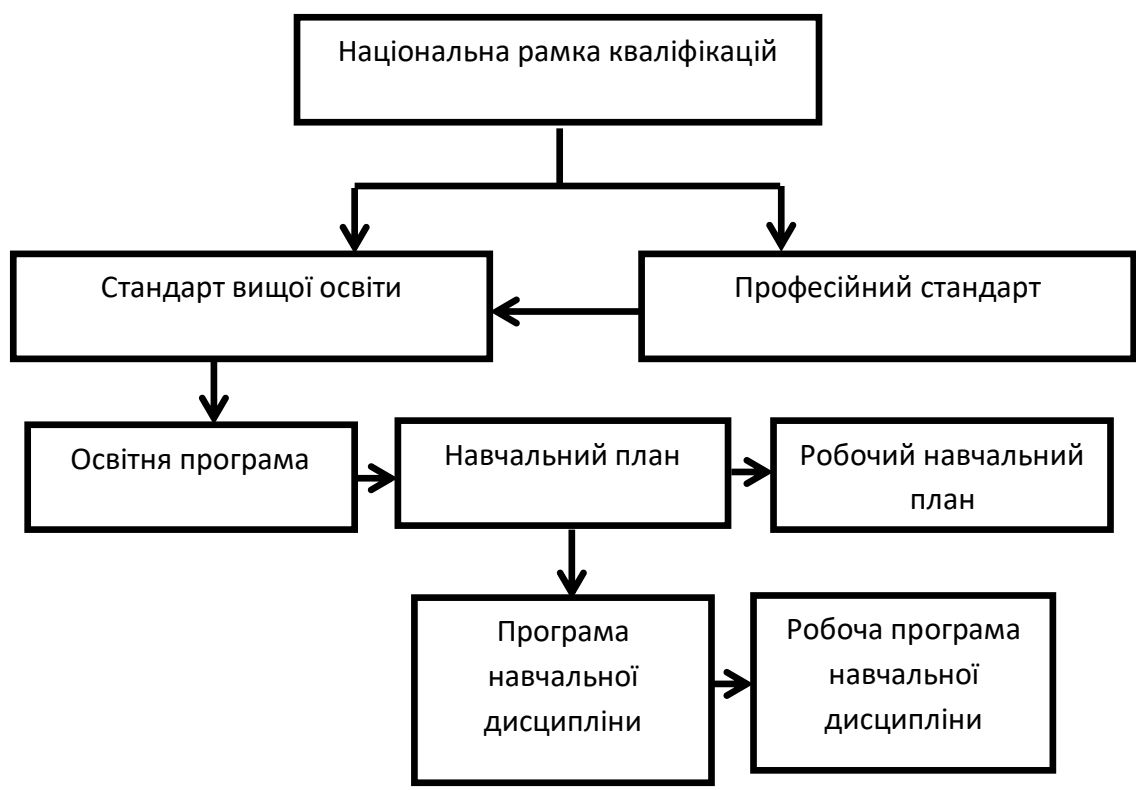 Національна рамка кваліфікацій
Стандарт вищої освіти
Професійний стандарт
Освітня програма
Навчальний план
Робочий навчальний
план
Програма
навчальної
дисципліни
Робоча програма
навчальної
дисципліни